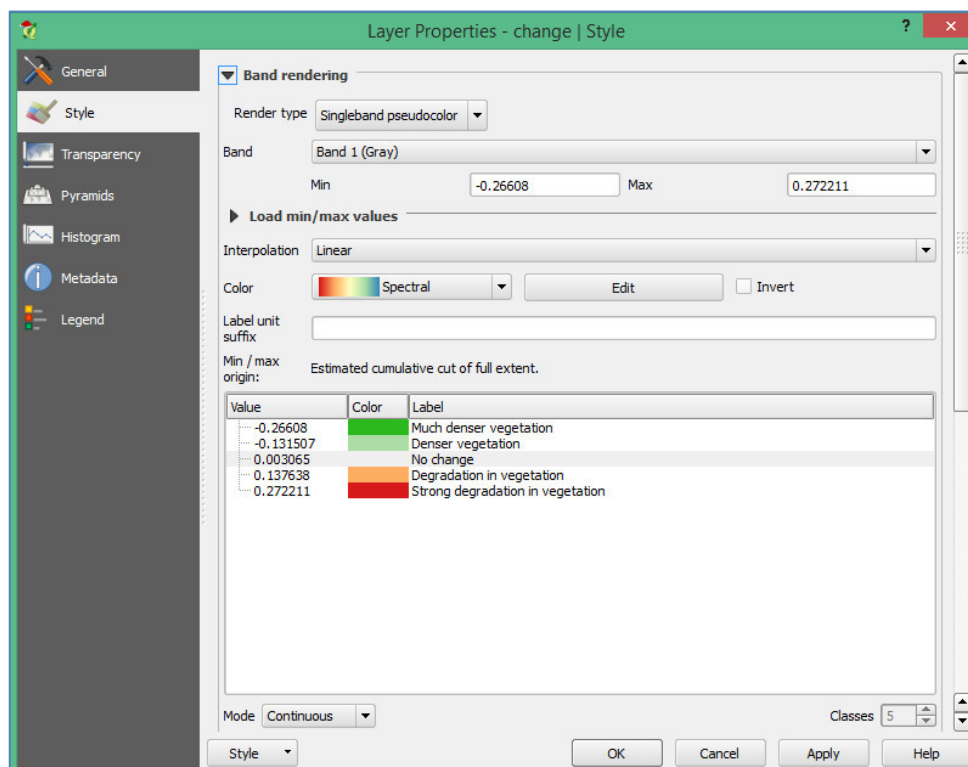 Layer Properties - change | Style
?
General
Style
Transparency
Pyramids
Histogram
Metadata
Legend
Band rendering
Render type Singleband pseudocolor
Band Band 1 (Gray)
Min -0.26608 Max 0.272211
Load min/max values
Interpolation Linear
Color Spectral Edit Invert
Label unit
suffix
Min / max
origin: Estimated cumulative cut of full extent.
Value Color Label
-0.26608 Much denser vegetation
-0.131507 Denser vegetation
0.003065 No change
0.137638 Degradation in vegetation
0.272211 Strong degradation in vegetation
Mode Continuous Classes 5
Style OK Cancel Apply Help